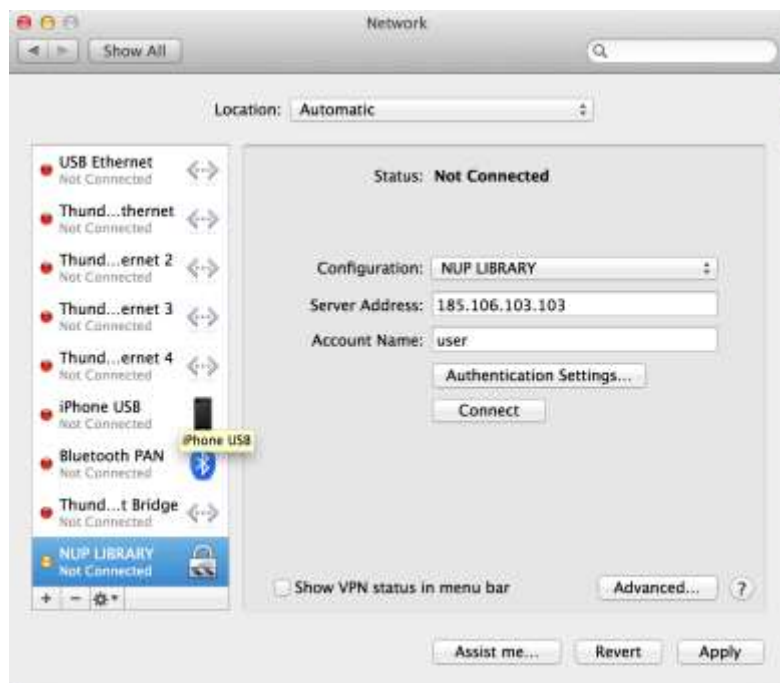 Network
Show All
Location: Automatic
USB Ethernet
Not Connected
Thund...thernet
Not Connected
Thund...ernet 2
Not Connected
Thund...ernet 3
Not Connected
Thund...ernet 4
Not Connected
iPhone USB
Not Connected
iPhone USB
Bluetooth PAN
Not Connected
Thund...t Bridge
Not Connected
NUP LIBRARY
Not Connected
+ -
Status: Not Connected
Configuration: NUP LIBRARY
Server Address: 185.106.103.103
Account Name: user
Authentication Settings...
Connect
Show VPN status in menu bar
Advanced... ?
Assist me... Revert Apply